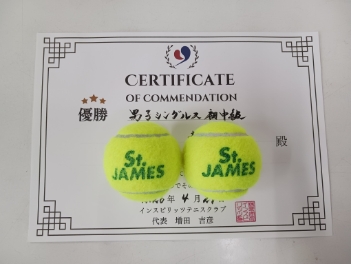 CERTIFICATE
OF COMMENDATION
優勝
男子シングルス 初中級
殿
St.
JAMES
St.
JAMES
年 4 月
インスピリッツテニスクラブ
代表 増田 吉彦